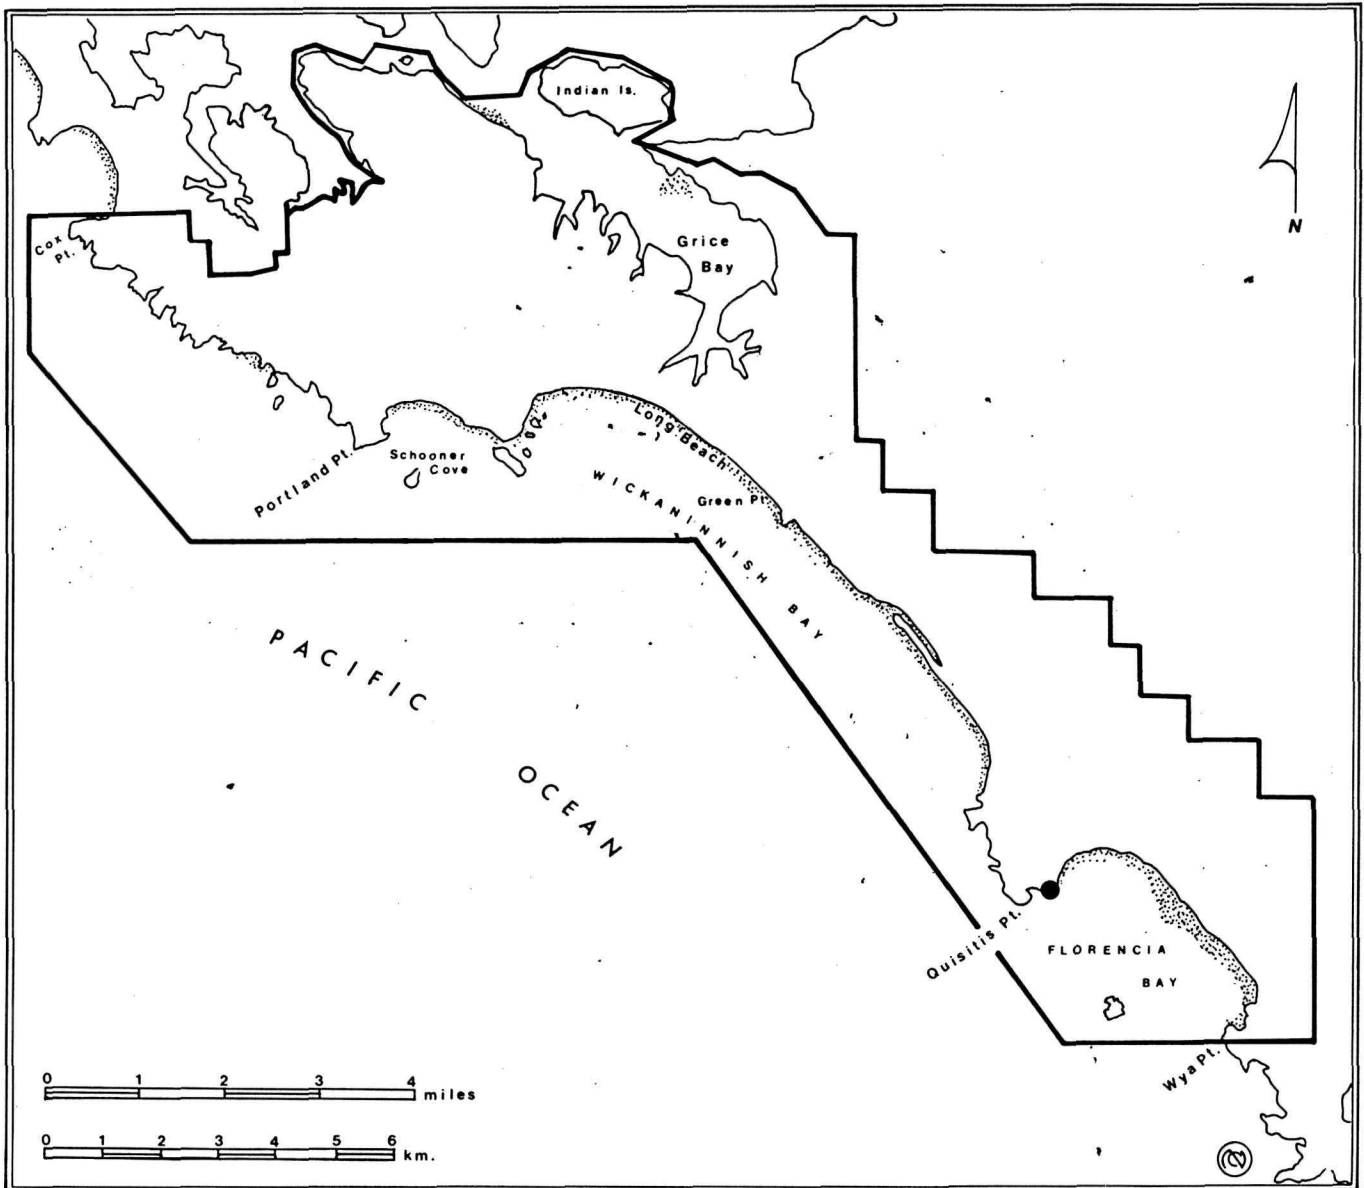 Indian Is.
N
Cox
Pt.
Grice
Bay
Long Beach
Portland Pt.
Schooner
Cove
Green Pt.
WICKANINNISH BAY
PACIFIC
OCEAN
Quisitis Pt.
FLORENCIA
BAY
Wya Pt.
0 1 2 3 4
miles
0 1 2 3 4 5 6
km.